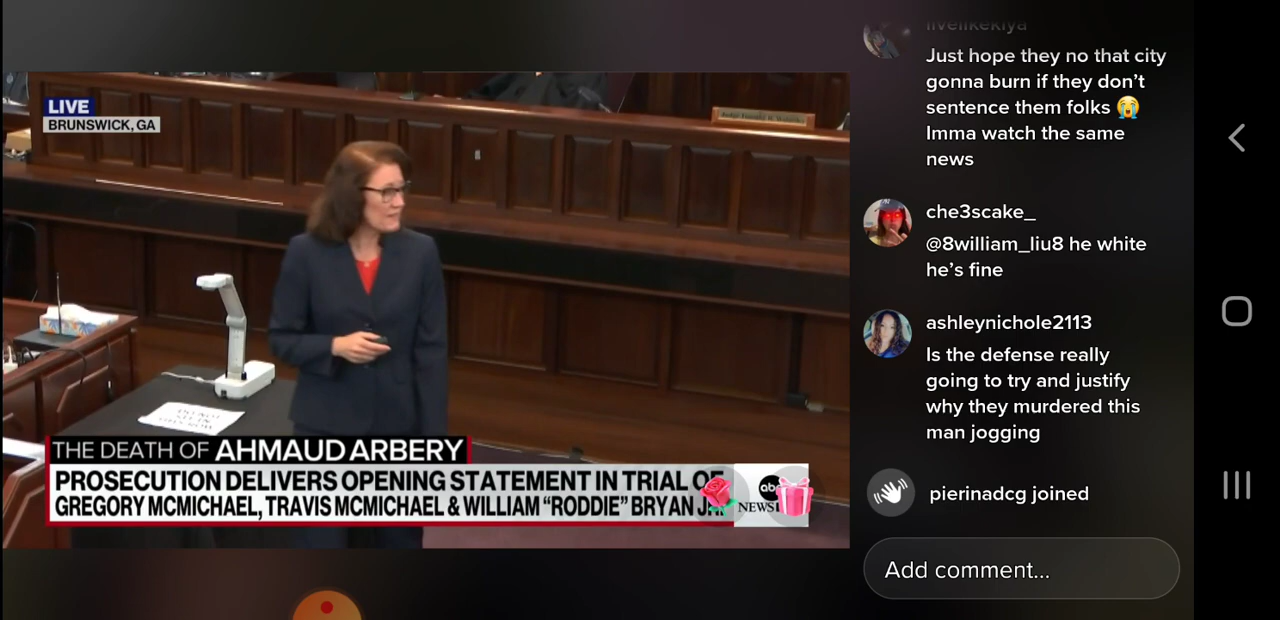 LIVE
BRUNSWICK, GA
THE DEATH OF AHMAUD ARBERY
PROSECUTION DELIVERS OPENING STATEMENT IN TRIAL OF
GREGORY MCMICHAEL, TRAVIS MCMICHAEL & WILLIAM “RODDIE” BRYAN JR.
abc
NEWS
livelikekiya
Just hope they no that city
gonna burn if they don’t
sentence them folks 😭
Imma watch the same
news
che3scake_
@8william_liu8 he white
he’s fine
ashleynichole2113
Is the defense really
going to try and justify
why they murdered this
man jogging
pierinadcg joined
Add comment...